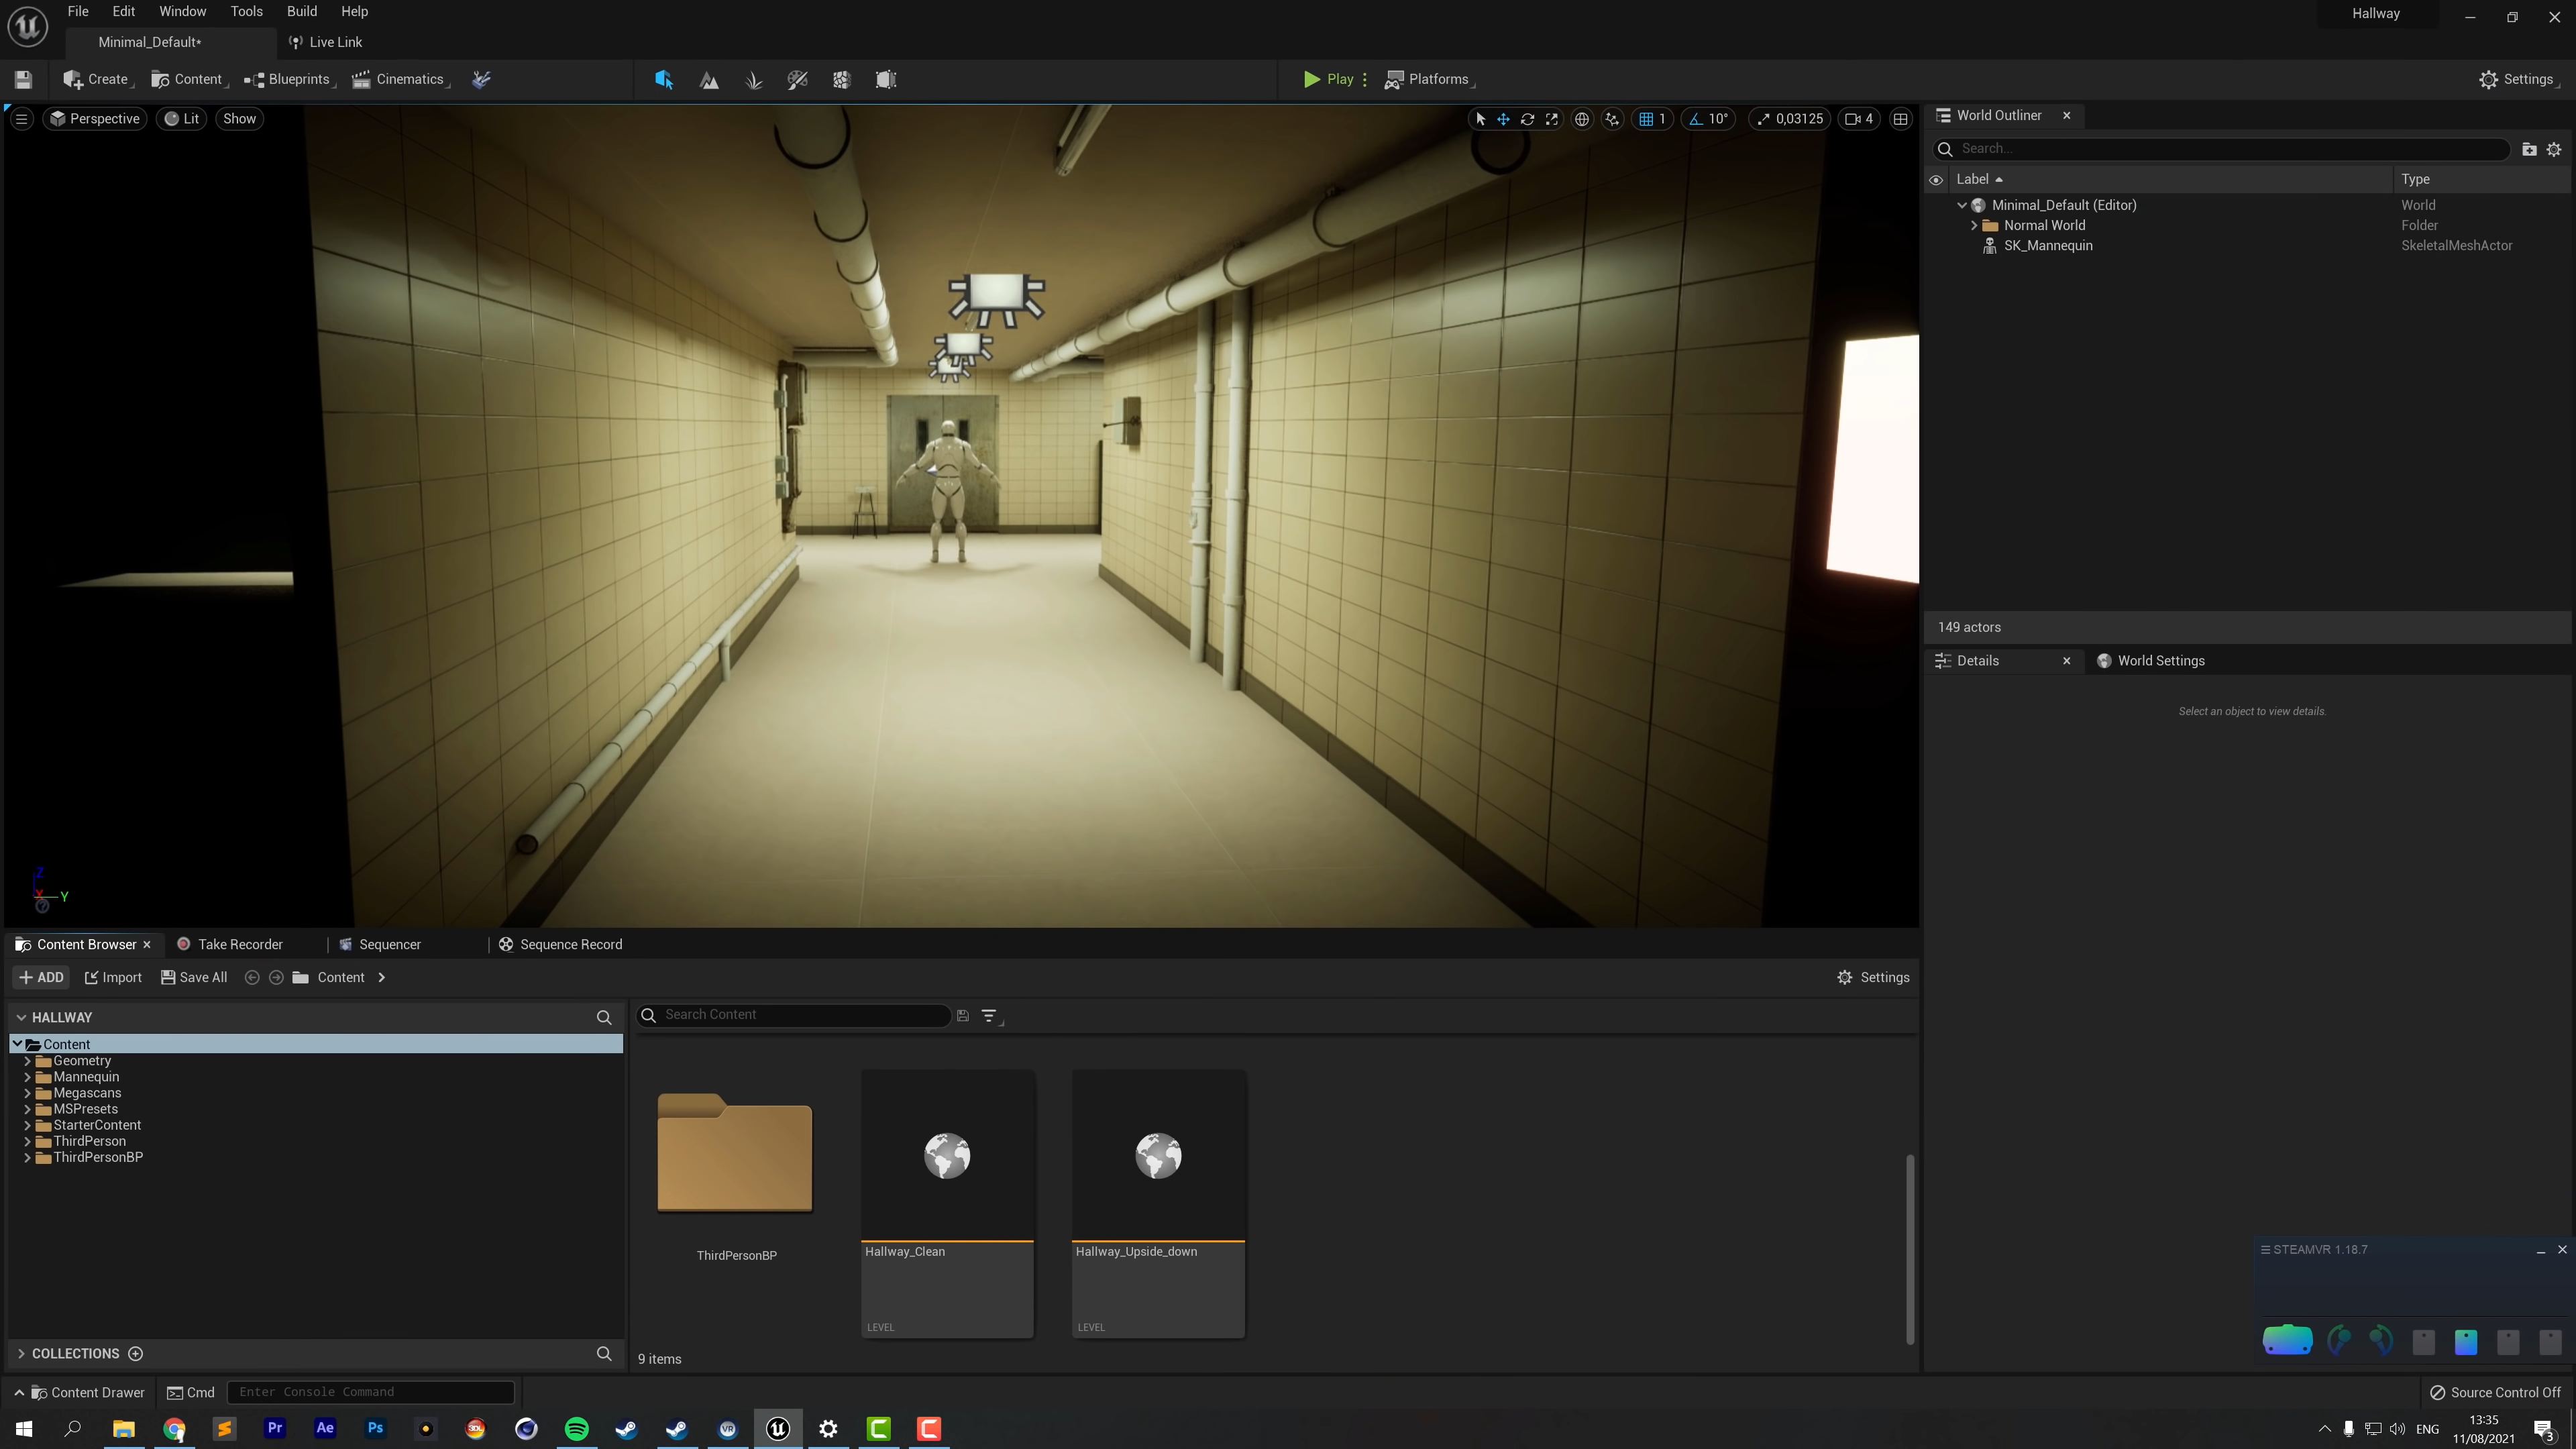 File Edit Window Tools Build Help
Hallway
Minimal_Default*
Live Link
Create
Content
Blueprints
Cinematics
Play
Platforms
Settings
Perspective
Lit
Show
1
10°
0,03125
4
World Outliner
Search...
Label
Type
Minimal_Default (Editor)
World
Normal World
Folder
SK_Mannequin
SkeletalMeshActor
149 actors
Details
World Settings
Select an object to view details.
Z
X
Y
Content Browser
Take Recorder
Sequencer
Sequence Record
ADD
Import
Save All
Content
Settings
HALLWAY
Search Content
Content
Geometry
Mannequin
Megascans
MSPresets
StarterContent
ThirdPerson
ThirdPersonBP
ThirdPersonBP
Hallway_Clean
LEVEL
Hallway_Upside_down
LEVEL
STEAMVR 1.18.7
COLLECTIONS
9 items
Content Drawer
Cmd
Enter Console Command
Source Control Off
Pr
Ae
Ps
VR
ENG
13:35
11/08/2021
3